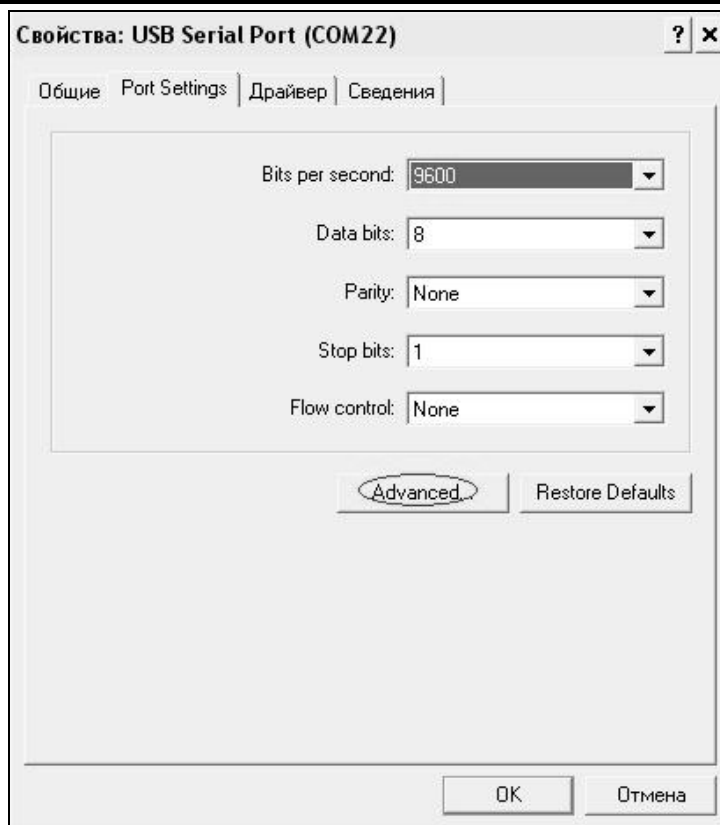 Свойства: USB Serial Port (COM22)
? ×
Общие Port Settings Драйвер Сведения
Bits per second: 9600
Data bits: 8
Parity: None
Stop bits: 1
Flow control: None
Advanced... Restore Defaults
OK Отмена